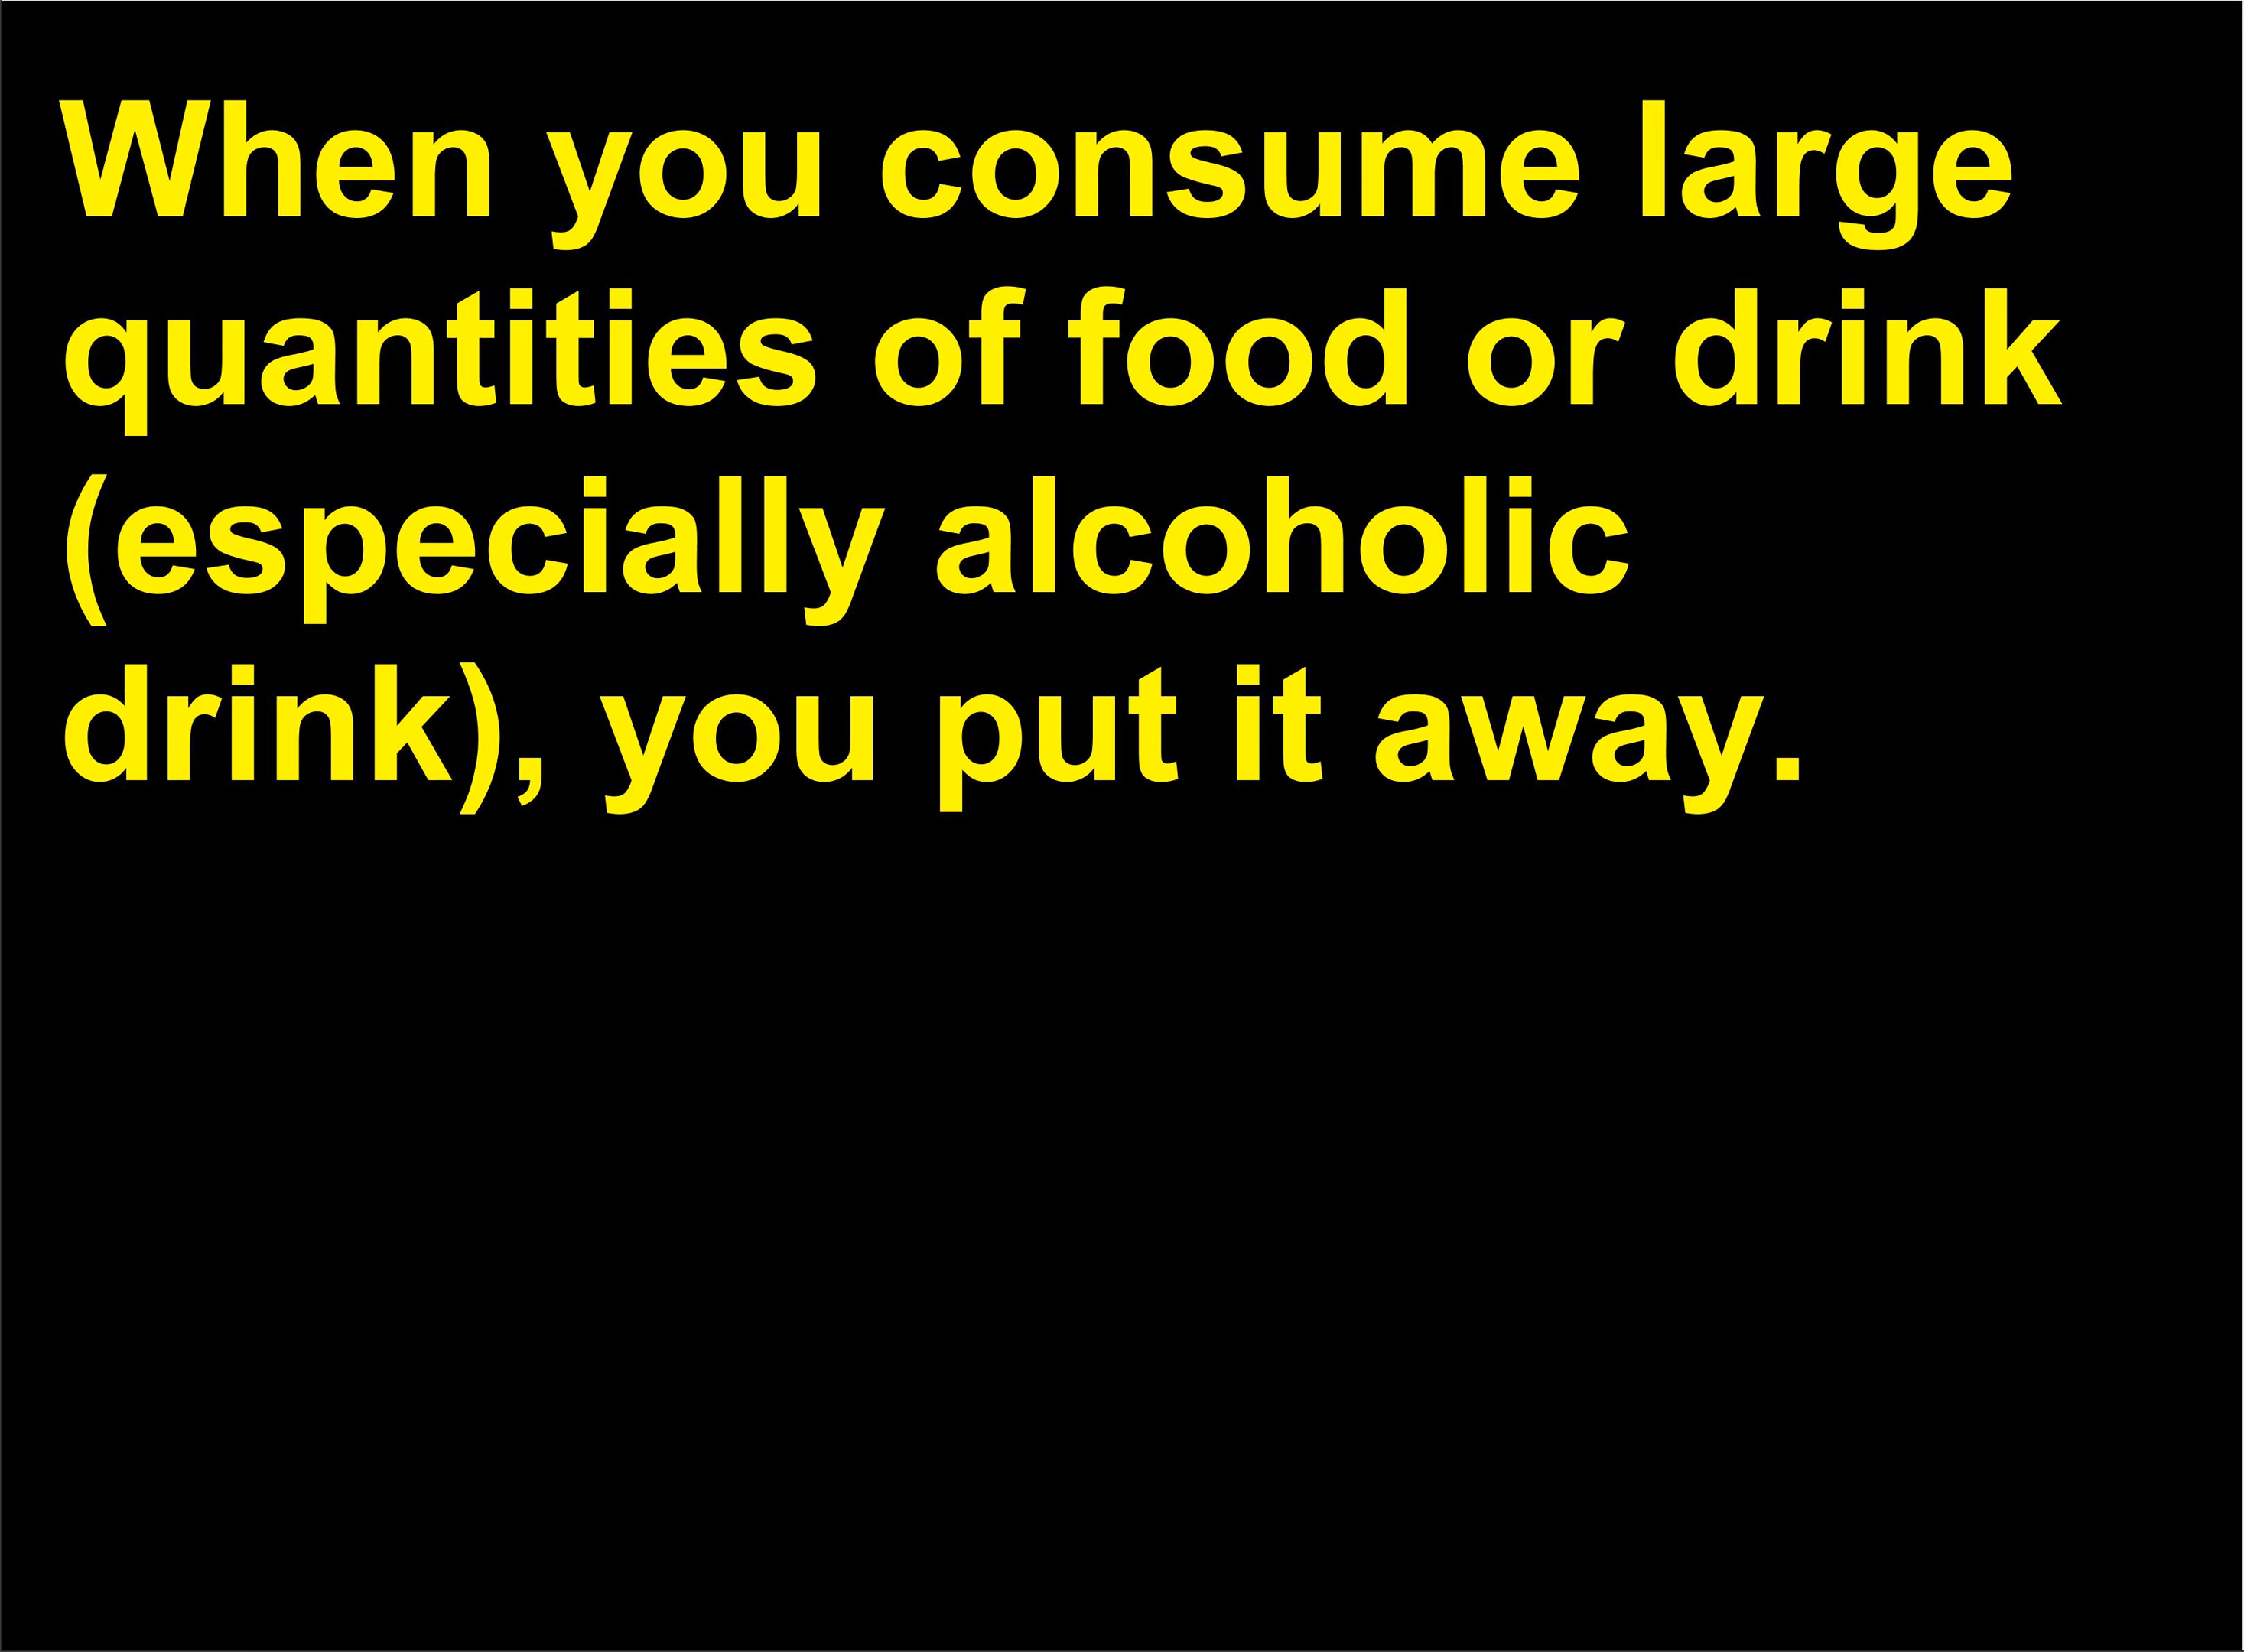 When you consume large
quantities of food or drink
(especially alcoholic
drink), you put it away.